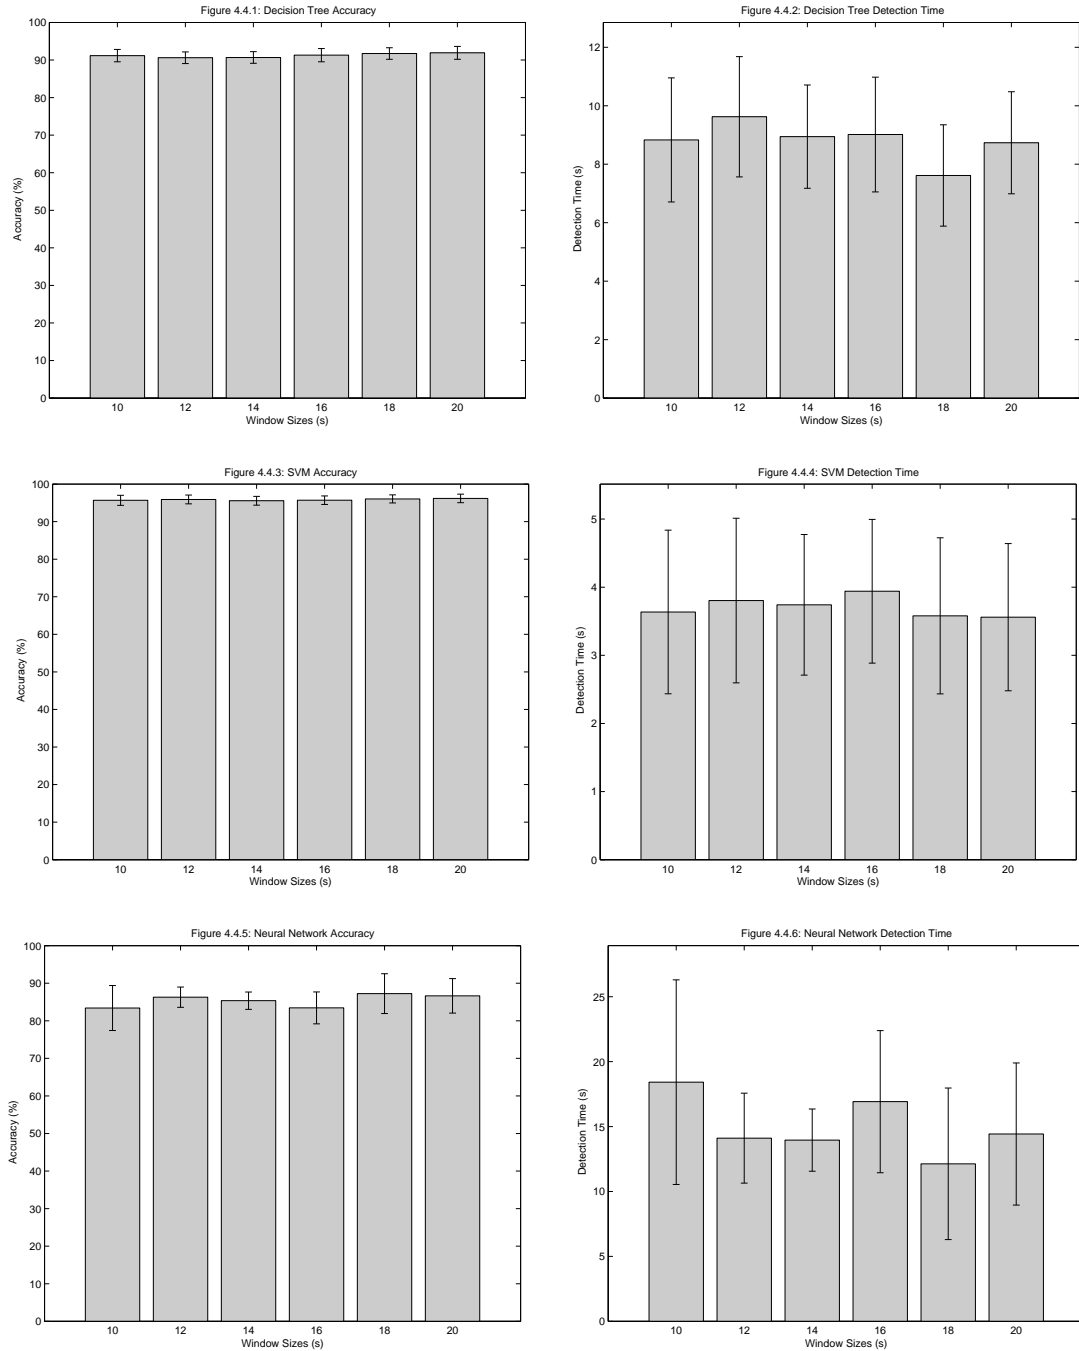 Figure 4.4.1: Decision Tree Accuracy
100
90
80
70
60
50
40
30
20
10
0
Accuracy (%)
10 12 14 16 18 20
Window Sizes (s)
Figure 4.4.2: Decision Tree Detection Time
12
10
8
6
4
2
0
Detection Time (s)
10 12 14 16 18 20
Window Sizes (s)
Figure 4.4.3: SVM Accuracy
100
90
80
70
60
50
40
30
20
10
0
Accuracy (%)
10 12 14 16 18 20
Window Sizes (s)
Figure 4.4.4: SVM Detection Time
5
4
3
2
1
0
Detection Time (s)
10 12 14 16 18 20
Window Sizes (s)
Figure 4.4.5: Neural Network Accuracy
100
90
80
70
60
50
40
30
20
10
0
Accuracy (%)
10 12 14 16 18 20
Window Sizes (s)
Figure 4.4.6: Neural Network Detection Time
25
20
15
10
5
0
Detection Time (s)
10 12 14 16 18 20
Window Sizes (s)